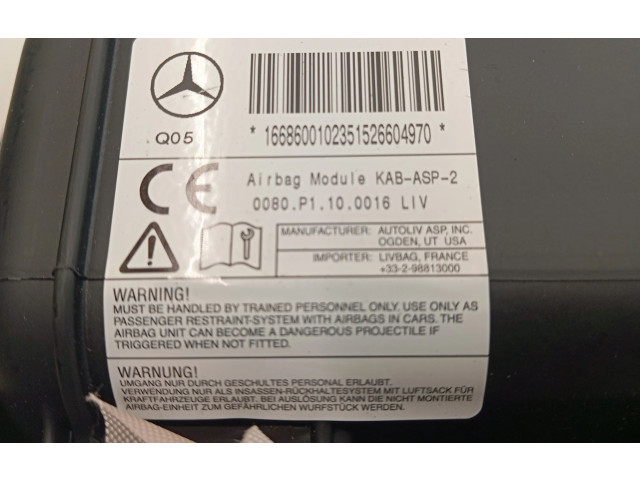 Q05
* 1668600102351526604970 *
CE
Airbag Module KAB-ASP-2
0080.P1.10.0016 LIV
MANUFACTURER: AUTOLIV ASP, INC.
OGDEN, UT USA
IMPORTER: LIVBAG, FRANCE
+33-2-98813000
WARNING!
MUST BE HANDLED BY TRAINED PERSONNEL ONLY. USE ONLY AS
PASSENGER RESTRAINT-SYSTEM WITH AIRBAGS IN CARS. THE
AIRBAG UNIT CAN BECOME A DANGEROUS PROJECTILE IF
TRIGGERED WHEN NOT FITTED.
WARNUNG!
UMGANG NUR DURCH GESCHULTES PERSONAL ERLAUBT.
VERWENDUNG NUR ALS INSASSEN-RÜCKHALTESYSTEM MIT LUFTSACK FÜR
KRAFTFAHRZEUGE ERLAUBT. BEI AUSLÖSUNG KANN DIE NICHT MONTIERTE
AIRBAG-EINHEIT ZUM GEFÄHRLICHEN WURFSTÜCK WERDEN.